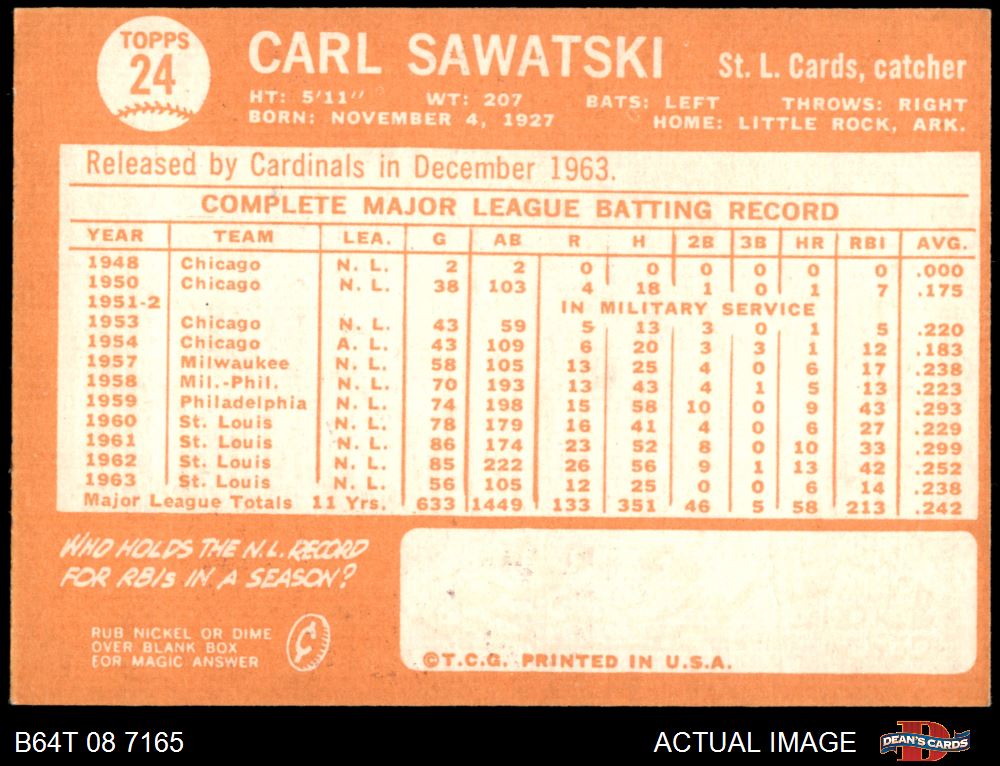 TOPPS
24
CARL SAWATSKI St. L. Cards, catcher
HT: 5'11" WT: 207 BATS: LEFT THROWS: RIGHT
BORN: NOVEMBER 4, 1927 HOME: LITTLE ROCK, ARK.
Released by Cardinals in December 1963.
COMPLETE MAJOR LEAGUE BATTING RECORD
YEAR TEAM LEA. G AB R H 2B 3B HR RBI AVG.
1948 Chicago N. L. 2 2 0 0 0 0 0 0 .000
1950 Chicago N. L. 38 103 4 18 1 0 1 7 .175
1951-2 IN MILITARY SERVICE
1953 Chicago N. L. 43 59 5 13 3 0 1 5 .220
1954 Chicago A. L. 43 109 6 20 3 3 1 12 .183
1957 Milwaukee N. L. 58 105 13 25 4 0 6 17 .238
1958 Mil.-Phil. N. L. 70 193 13 43 4 1 5 13 .223
1959 Philadelphia N. L. 74 198 15 58 10 0 9 43 .293
1960 St. Louis N. L. 78 179 16 41 4 0 6 27 .229
1961 St. Louis N. L. 86 174 23 52 8 0 10 33 .299
1962 St. Louis N. L. 85 222 26 56 9 1 13 42 .252
1963 St. Louis N. L. 56 105 12 25 0 0 6 14 .238
Major League Totals 11 Yrs. 633 1449 133 351 46 5 58 213 .242
WHO HOLDS THE N.L. RECORD
FOR RBIs IN A SEASON?
RUB NICKEL OR DIME
OVER BLANK BOX
FOR MAGIC ANSWER
©T.C.G. PRINTED IN U.S.A.
B64T 08 7165 ACTUAL IMAGE DEAN'S CARDS